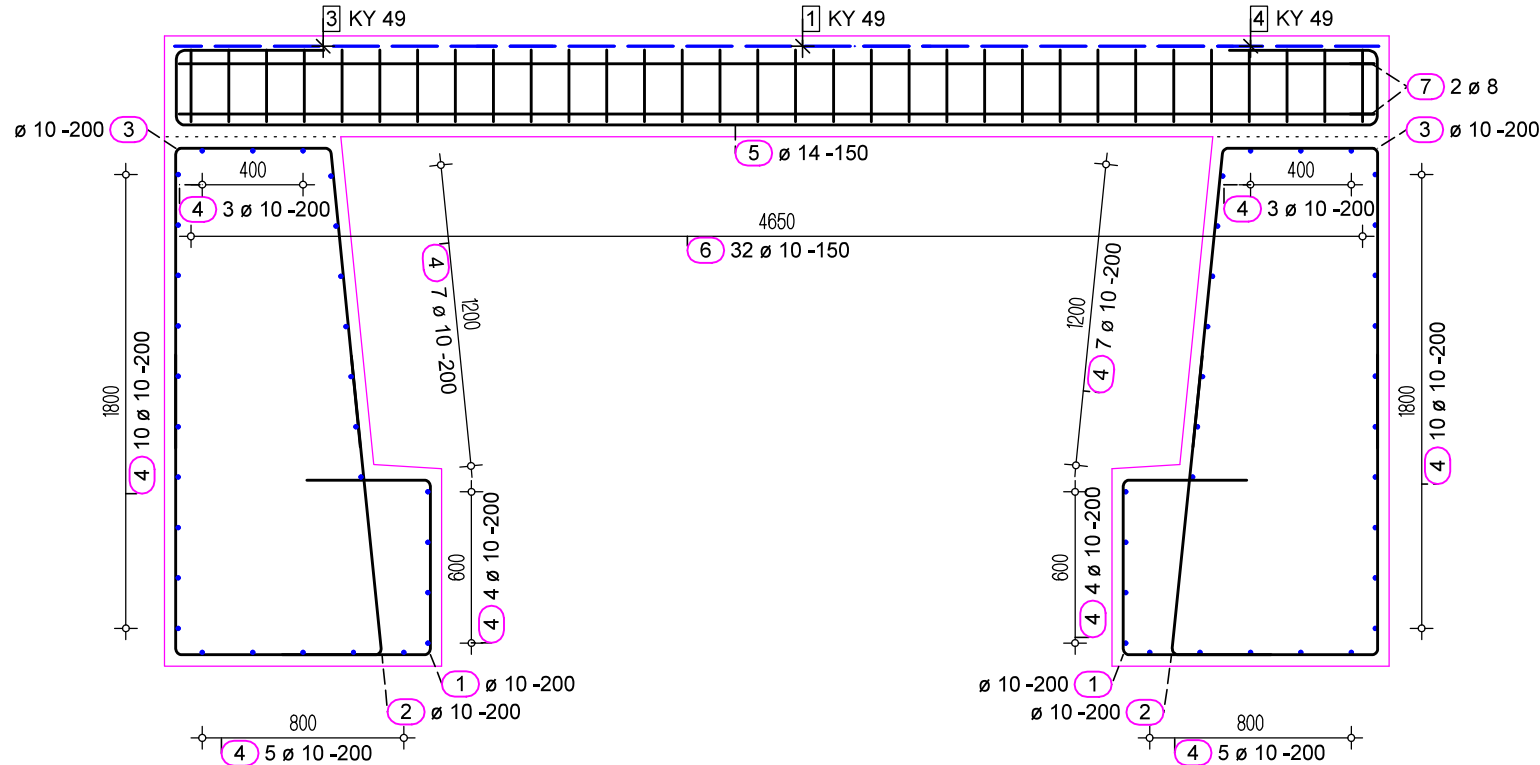 3 KY 49
1 KY 49
4 KY 49
7 2 ø 8
ø 10 -200 3
3 ø 10 -200
5 ø 14 -150
400
4 3 ø 10 -200
400
4 3 ø 10 -200
4650
6 32 ø 10 -150
1200
4 7 ø 10 -200
1200
4 7 ø 10 -200
1800
4 10 ø 10 -200
1800
4 10 ø 10 -200
600
4 4 ø 10 -200
600
4 4 ø 10 -200
1 ø 10 -200
ø 10 -200 1
2 ø 10 -200
ø 10 -200 2
800
4 5 ø 10 -200
800
4 5 ø 10 -200